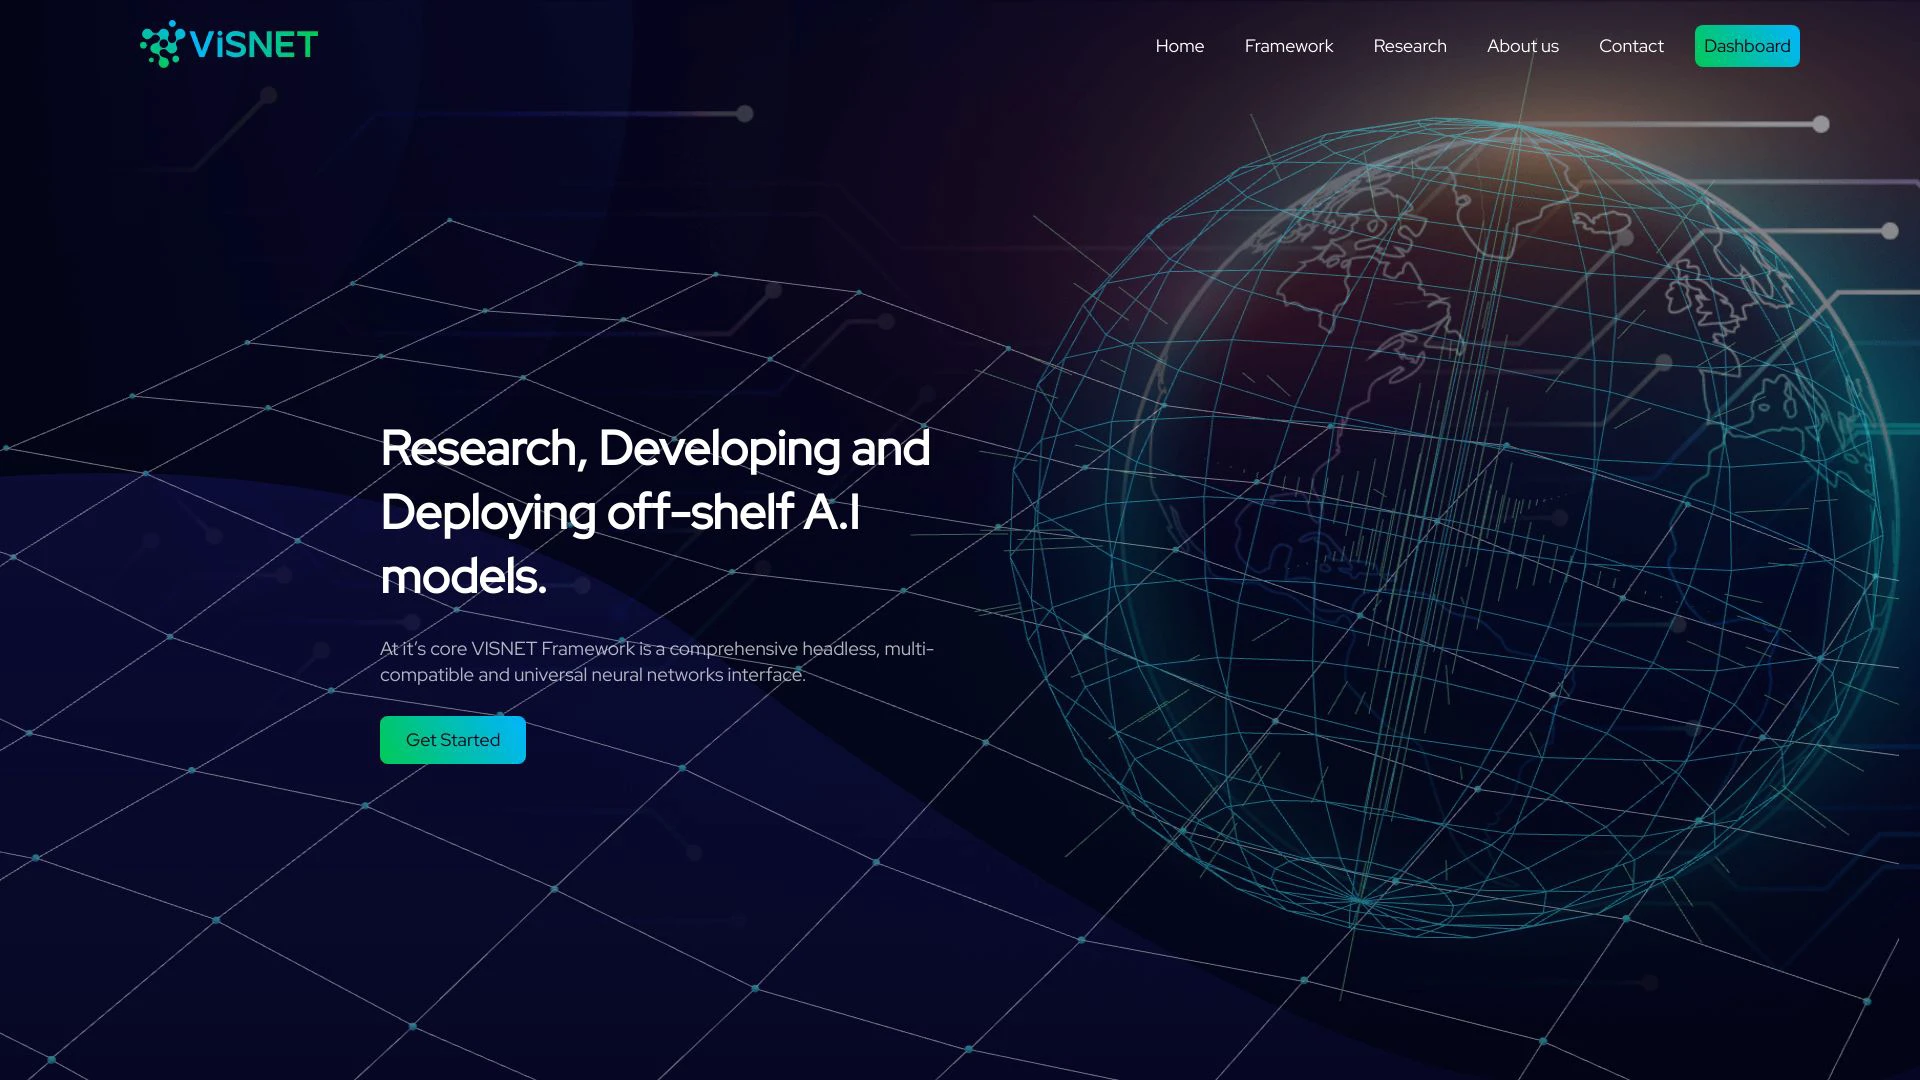 ViSNET
Home Framework Research About us Contact Dashboard
Research, Developing and
Deploying off-shelf A.I
models.
At it’s core VISNET Framework is a comprehensive headless, multi-
compatible and universal neural networks interface.
Get Started